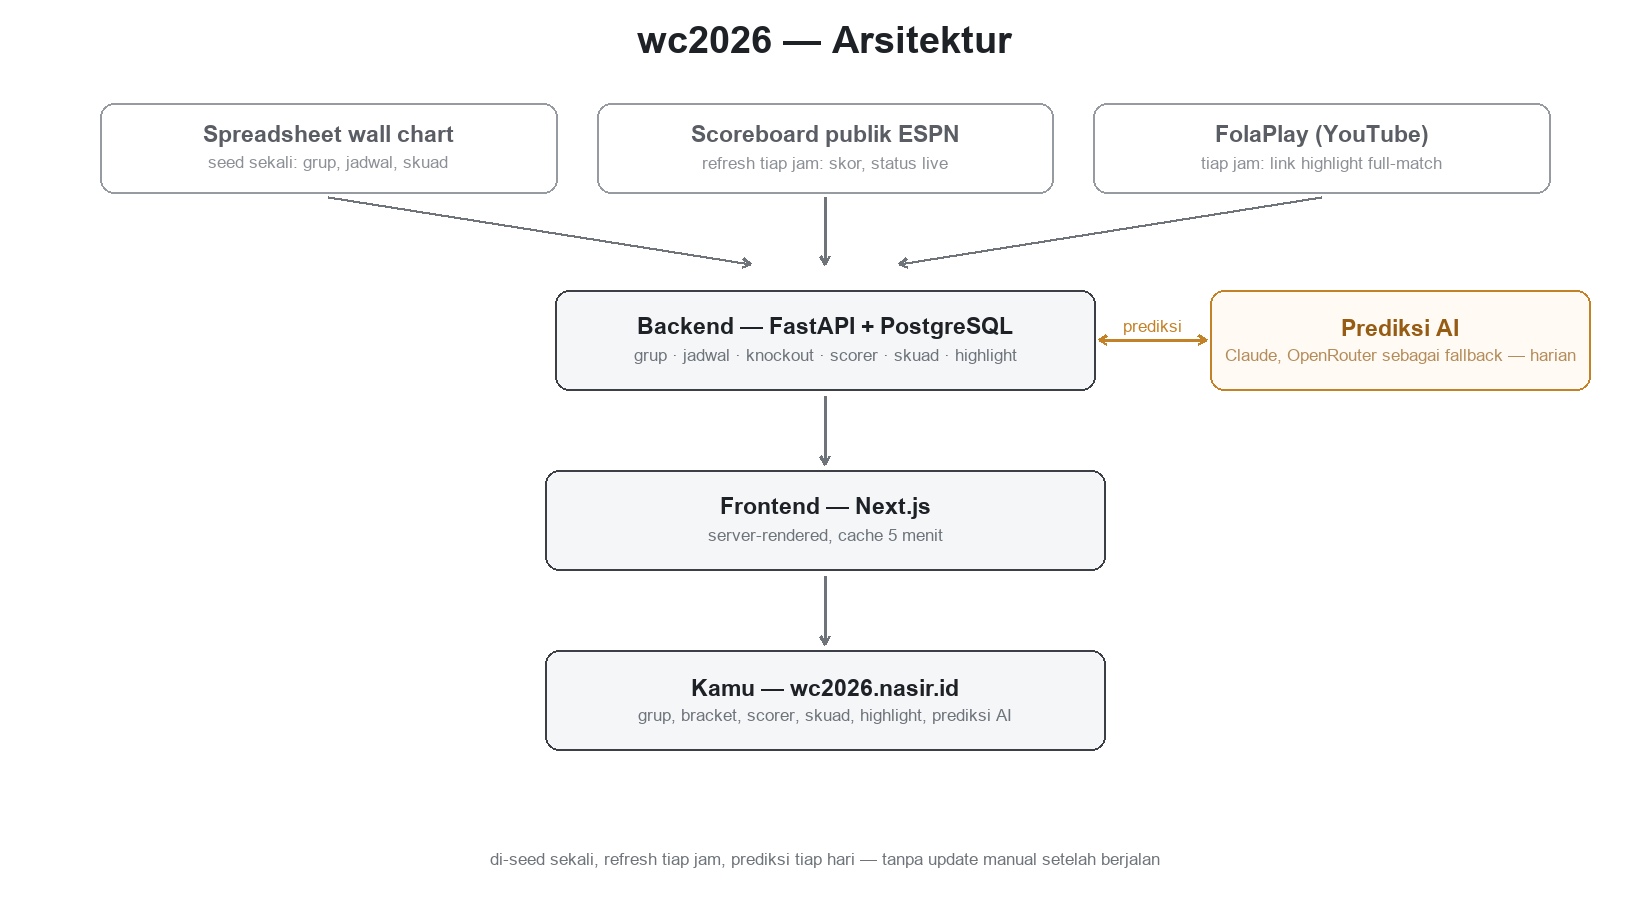 wc2026 — Arsitektur
Spreadsheet wall chart
seed sekali: grup, jadwal, skuad
Scoreboard publik ESPN
refresh tiap jam: skor, status live
FolaPlay (YouTube)
tiap jam: link highlight full-match
Backend — FastAPI + PostgreSQL
grup · jadwal · knockout · scorer · skuad · highlight
prediksi
Prediksi AI
Claude, OpenRouter sebagai fallback — harian
Frontend — Next.js
server-rendered, cache 5 menit
Kamu — wc2026.nasir.id
grup, bracket, scorer, skuad, highlight, prediksi AI
di-seed sekali, refresh tiap jam, prediksi tiap hari — tanpa update manual setelah berjalan